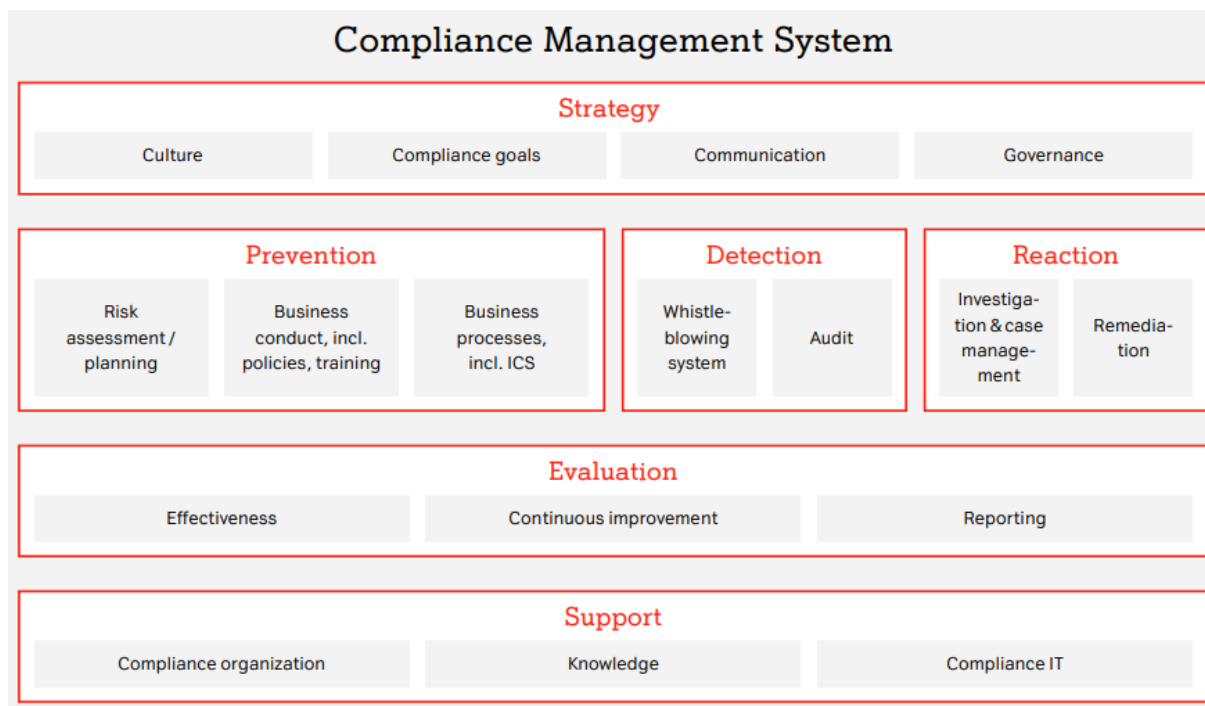 Compliance Management System
Strategy
Culture
Compliance goals
Communication
Governance
Prevention
Risk
assessment /
planning
Business
conduct, incl.
policies, training
Business
processes,
incl. ICS
Detection
Whistle-
blowing
system
Audit
Reaction
Investiga-
tion & case
manage-
ment
Remedia-
tion
Evaluation
Effectiveness
Continuous improvement
Reporting
Support
Compliance organization
Knowledge
Compliance IT